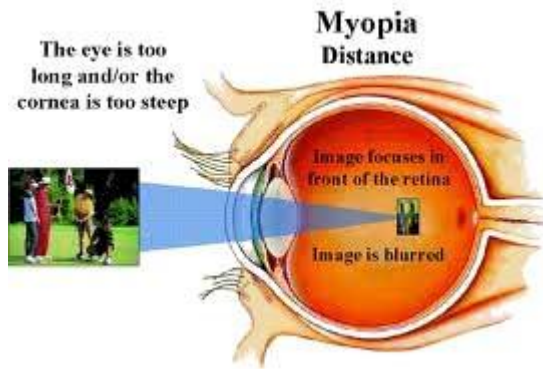 Myopia
Distance
The eye is too
long and/or the
cornea is too steep
Image focuses in
front of the retina
Image is blurred